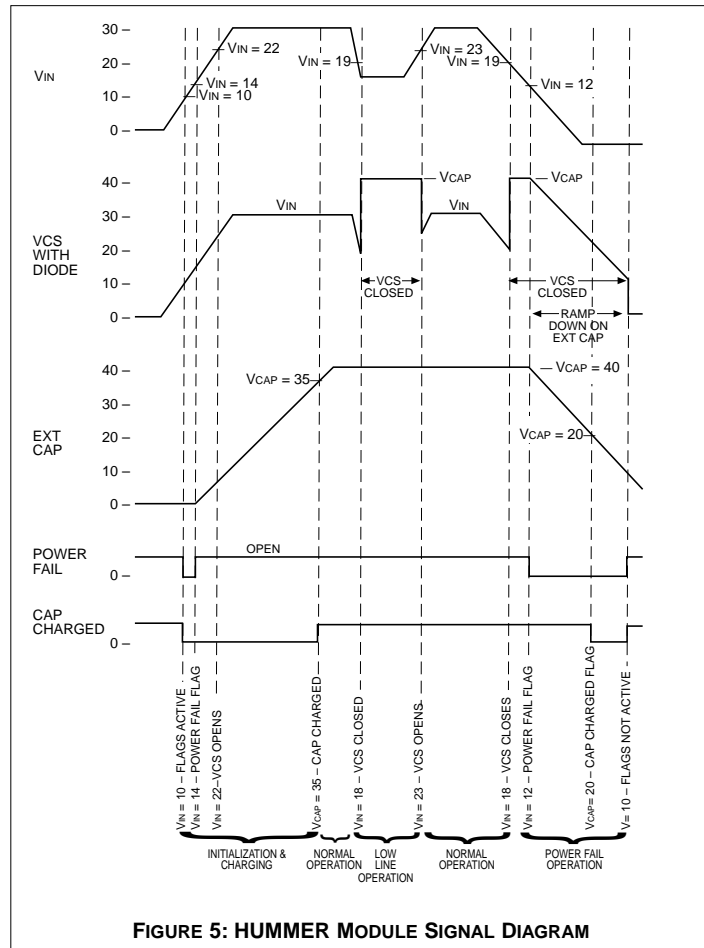 30 –
20 –
10 –
0 –
VIN
VIN = 22
VIN = 14
VIN = 10
VIN = 19
VIN = 23
VIN = 19
VIN = 12
40 –
30 –
20 –
10 –
0 –
VCS
WITH
DIODE
VIN
VCAP
VIN
VCAP
VCS
CLOSED
VCS
CLOSED
RAMP
DOWN ON
EXT CAP
40 –
30 –
20 –
10 –
0 –
EXT
CAP
VCAP = 35
VCAP = 40
VCAP = 20
POWER
FAIL
0 –
OPEN
CAP
CHARGED
0 –
VIN = 10 – FLAGS ACTIVE
VIN = 14 – POWER FAIL FLAG
VIN = 22–VCS OPENS
VCAP = 35 – CAP CHARGED
VIN = 18 – VCS CLOSED
VIN = 23 – VCS OPENS
VIN = 18 – VCS CLOSES
VIN = 12 – POWER FAIL FLAG
VCAP= 20 – CAP CHARGED FLAG
V= 10 – FLAGS NOT ACTIVE
INITIALIZATION &
CHARGING
NORMAL
OPERATION
LOW
LINE
OPERATION
NORMAL
OPERATION
POWER FAIL
OPERATION
FIGURE 5: HUMMER MODULE SIGNAL DIAGRAM